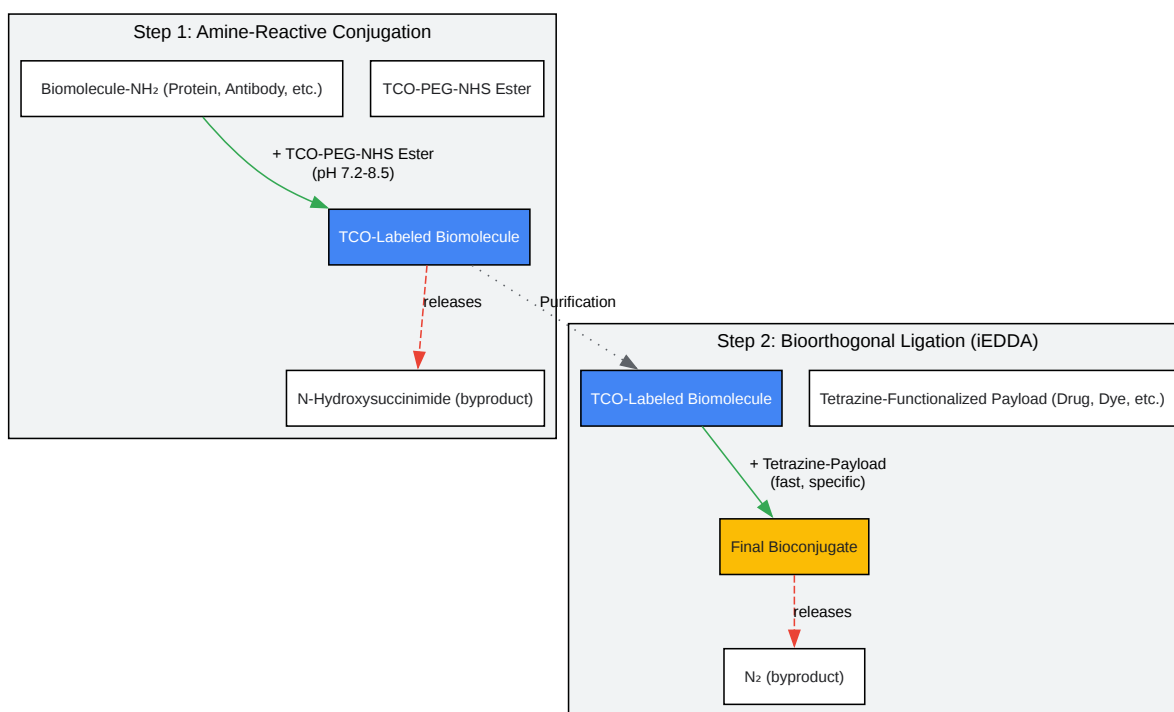 Step 1: Amine-Reactive Conjugation
Biomolecule-NH₂ (Protein, Antibody, etc.)
TCO-PEG-NHS Ester
+ TCO-PEG-NHS Ester
(pH 7.2-8.5)
TCO-Labeled Biomolecule
releases
Purification
N-Hydroxysuccinimide (byproduct)
Step 2: Bioorthogonal Ligation (iEDDA)
TCO-Labeled Biomolecule
Tetrazine-Functionalized Payload (Drug, Dye, etc.)
+ Tetrazine-Payload
(fast, specific)
Final Bioconjugate
releases
N₂ (byproduct)